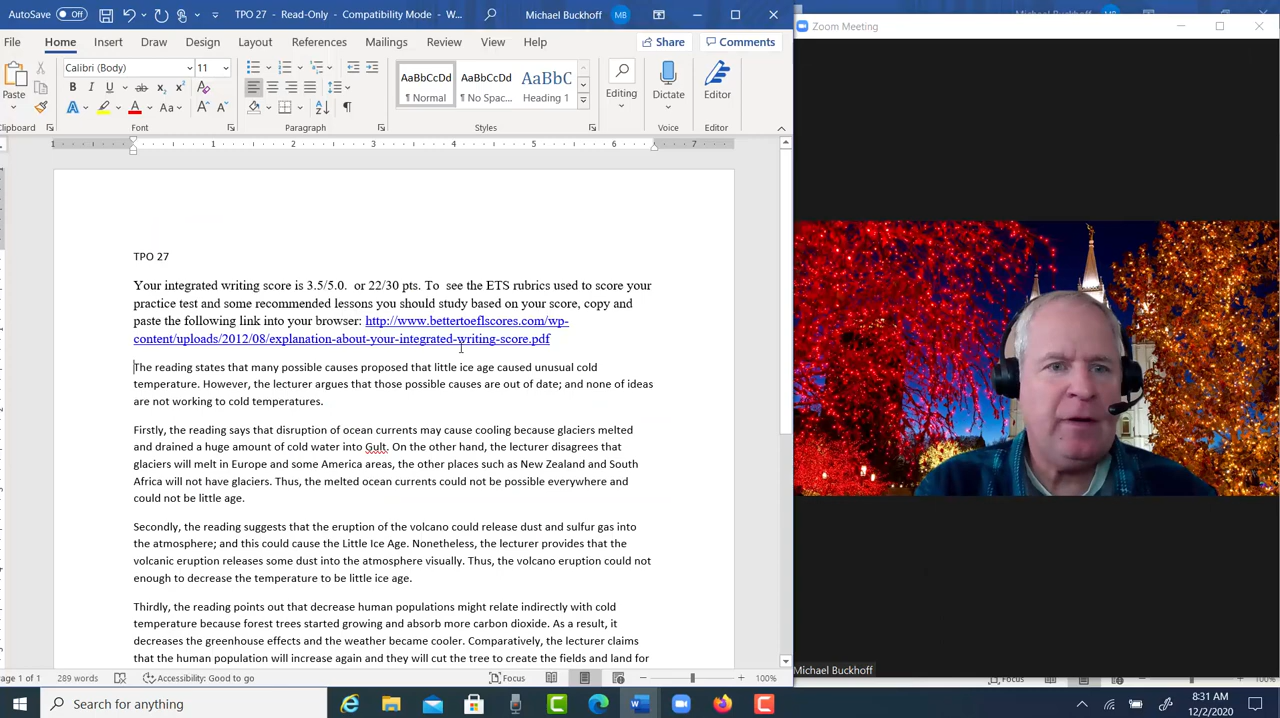 AutoSave Off TPO 27 - Read-Only - Compatibility Mode - W... Michael Buckhoff MB
File Home Insert Draw Design Layout References Mailings Review View Help Share Comments
Calibri (Body) 11
Paste
AaBbCcDd AaBbCcDd AaBbC
¶ Normal ¶ No Spac... Heading 1
Editing Dictate Editor
Clipboard Font Paragraph Styles Voice Editor
1 1 2 3 4 5 6 7
TPO 27
Your integrated writing score is 3.5/5.0. or 22/30 pts. To see the ETS rubrics used to score your
practice test and some recommended lessons you should study based on your score, copy and
paste the following link into your browser: http://www.bettertoeflscores.com/wp-
content/uploads/2012/08/explanation-about-your-integrated-writing-score.pdf
The reading states that many possible causes proposed that little ice age caused unusual cold
temperature. However, the lecturer argues that those possible causes are out of date; and none of ideas
are not working to cold temperatures.
Firstly, the reading says that disruption of ocean currents may cause cooling because glaciers melted
and drained a huge amount of cold water into Gult. On the other hand, the lecturer disagrees that
glaciers will melt in Europe and some America areas, the other places such as New Zealand and South
Africa will not have glaciers. Thus, the melted ocean currents could not be possible everywhere and
could not be little age.
Secondly, the reading suggests that the eruption of the volcano could release dust and sulfur gas into
the atmosphere; and this could cause the Little Ice Age. Nonetheless, the lecturer provides that the
volcanic eruption releases some dust into the atmosphere visually. Thus, the volcano eruption could not
enough to decrease the temperature to be little ice age.
Thirdly, the reading points out that decrease human populations might relate indirectly with cold
temperature because forest trees started growing and absorb more carbon dioxide. As a result, it
decreases the greenhouse effects and the weather became cooler. Comparatively, the lecturer claims
that the human population will increase again and they will cut the tree to create the fields and land for
Page 1 of 1 289 words Accessibility: Good to go Focus 100%
Type here to search
Zoom Meeting
Michael Buckhoff
Focus 100%
8:31 AM
12/2/2020